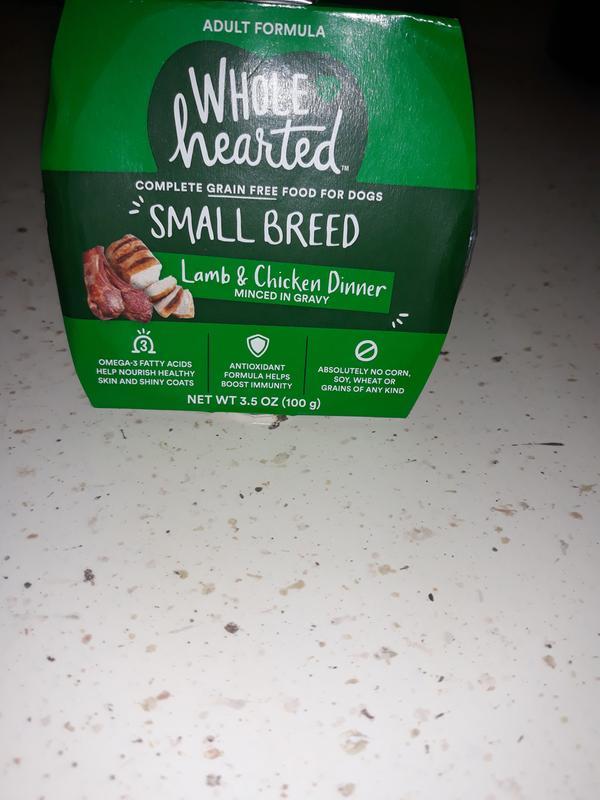 ADULT FORMULA
WHOLE
hearted™
COMPLETE GRAIN FREE FOOD FOR DOGS
SMALL BREED
Lamb & Chicken Dinner
MINCED IN GRAVY
3
OMEGA-3 FATTY ACIDS
HELP NOURISH HEALTHY
SKIN AND SHINY COATS
ANTIOXIDANT
FORMULA HELPS
BOOST IMMUNITY
ABSOLUTELY NO CORN,
SOY, WHEAT OR
GRAINS OF ANY KIND
NET WT 3.5 OZ (100 g)